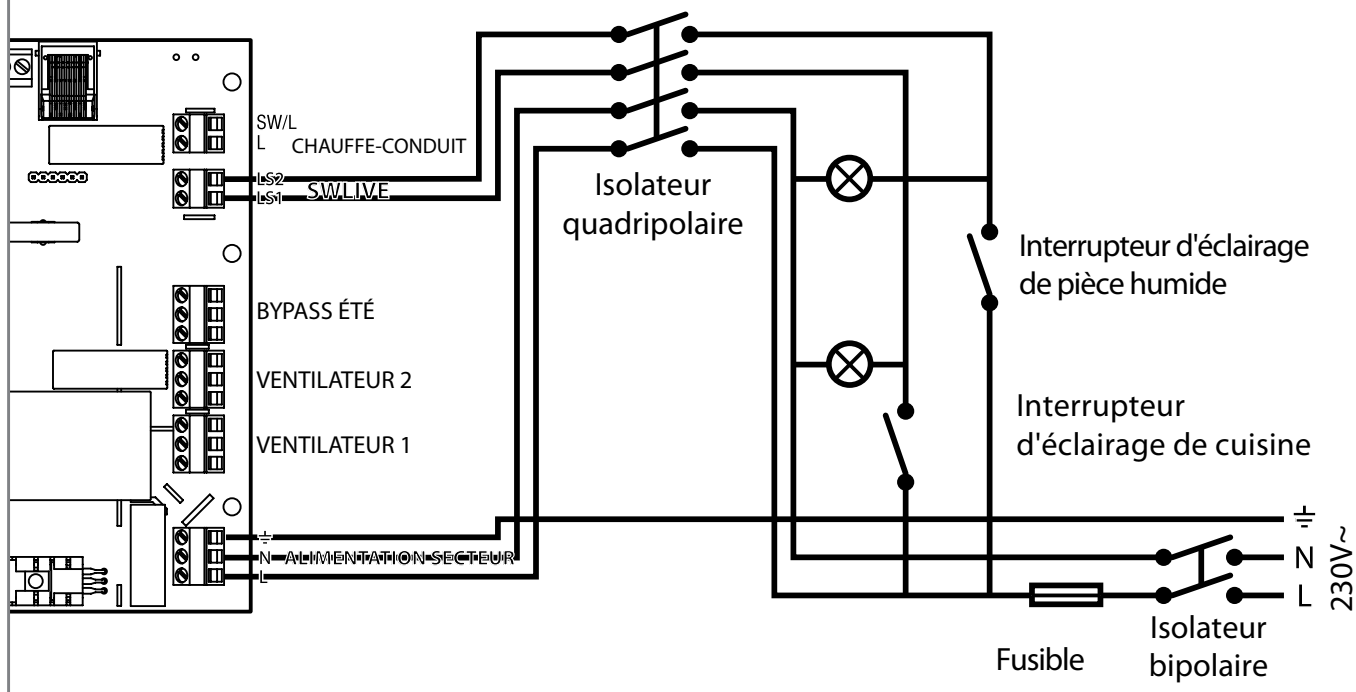 SW/L
L CHAUFFE-CONDUIT
LS2
LS1 SWLIVE
BYPASS ÉTÉ
VENTILATEUR 2
VENTILATEUR 1
N ALIMENTATION SECTEUR
L
Isolateur
quadripolaire
Interrupteur d'éclairage
de pièce humide
Interrupteur
d'éclairage de cuisine
N
L
230V~
Fusible
Isolateur
bipolaire